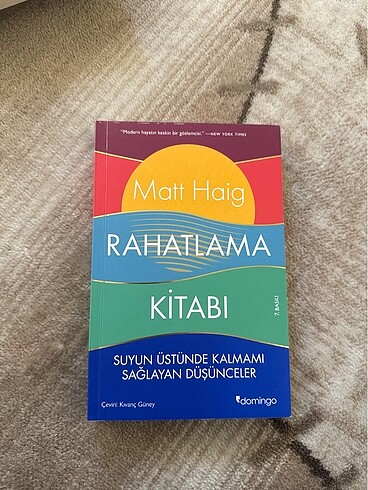 "Modern hayatın keskin bir gözlemcisi." —NEW YORK TIMES
Matt Haig
RAHATLAMA
KİTABI
7. BASKI
SUYUN ÜSTÜNDE KALMAMI
SAĞLAYAN DÜŞÜNCELER
Çeviri: Kıvanç Güney
domingo